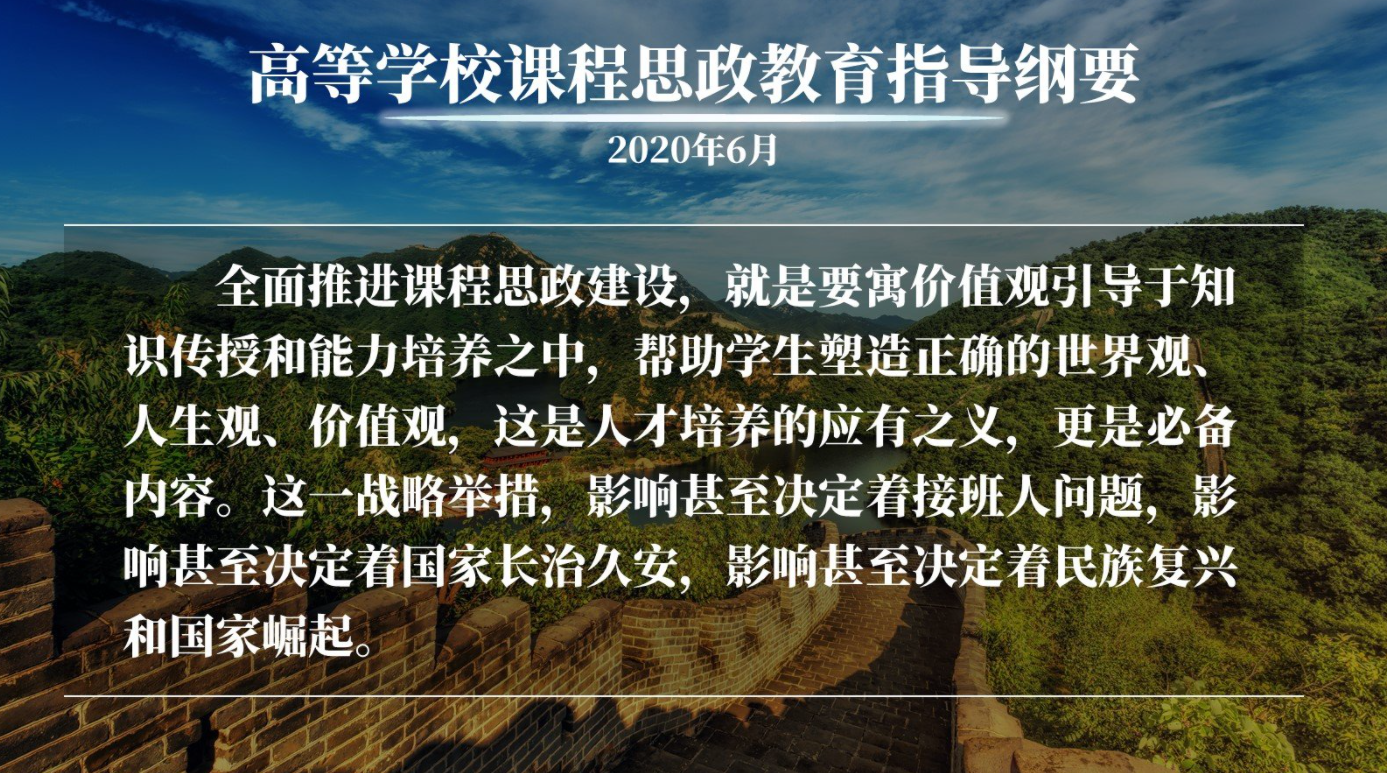 高等学校课程思政教育指导纲要
2020年6月
全面推进课程思政建设，就是要寓价值观引导于知
识传授和能力培养之中，帮助学生塑造正确的世界观、
人生观、价值观，这是人才培养的应有之义，更是必备
内容。这一战略举措，影响甚至决定着接班人问题，影
响甚至决定着国家长治久安，影响甚至决定着民族复兴
和国家崛起。